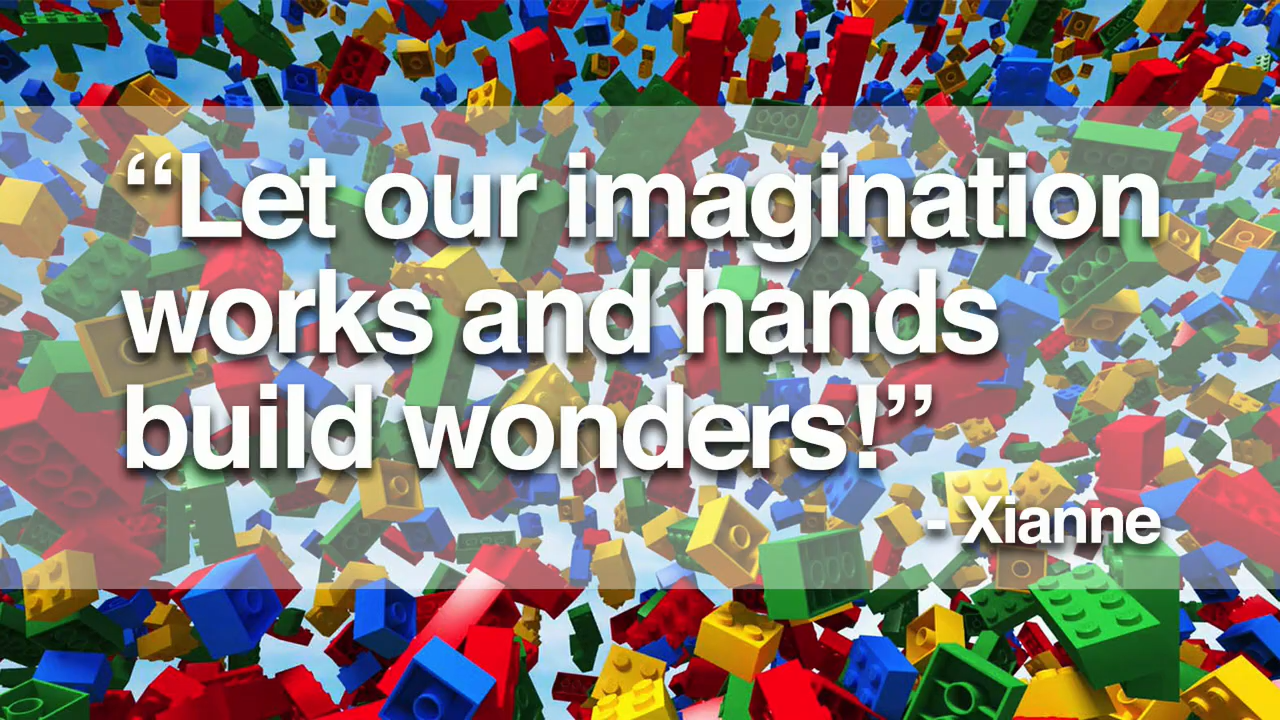 “Let our imagination
works and hands
build wonders!”
- Xianne